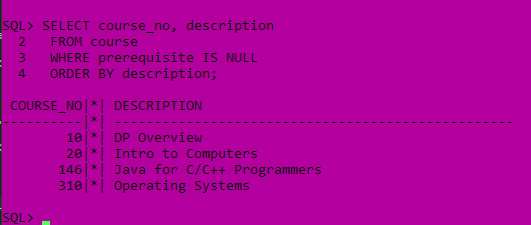 SQL> SELECT course_no, description
  2   FROM course
  3   WHERE prerequisite IS NULL
  4   ORDER BY description;
 COURSE_NO|*| DESCRIPTION
----------|*| --------------------------------------------------
        10|*| DP Overview
        20|*| Intro to Computers
       146|*| Java for C/C++ Programmers
       310|*| Operating Systems
SQL>